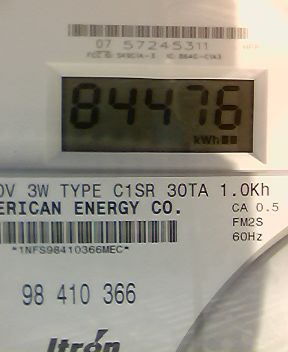 07 57245311
84476
kWh
0V 3W TYPE C1SR 30TA 1.0Kh
ERICAN ENERGY CO.
CA 0.5
FM2S
60Hz
*1NFS98410366MEC*
98 410 366
Itrón